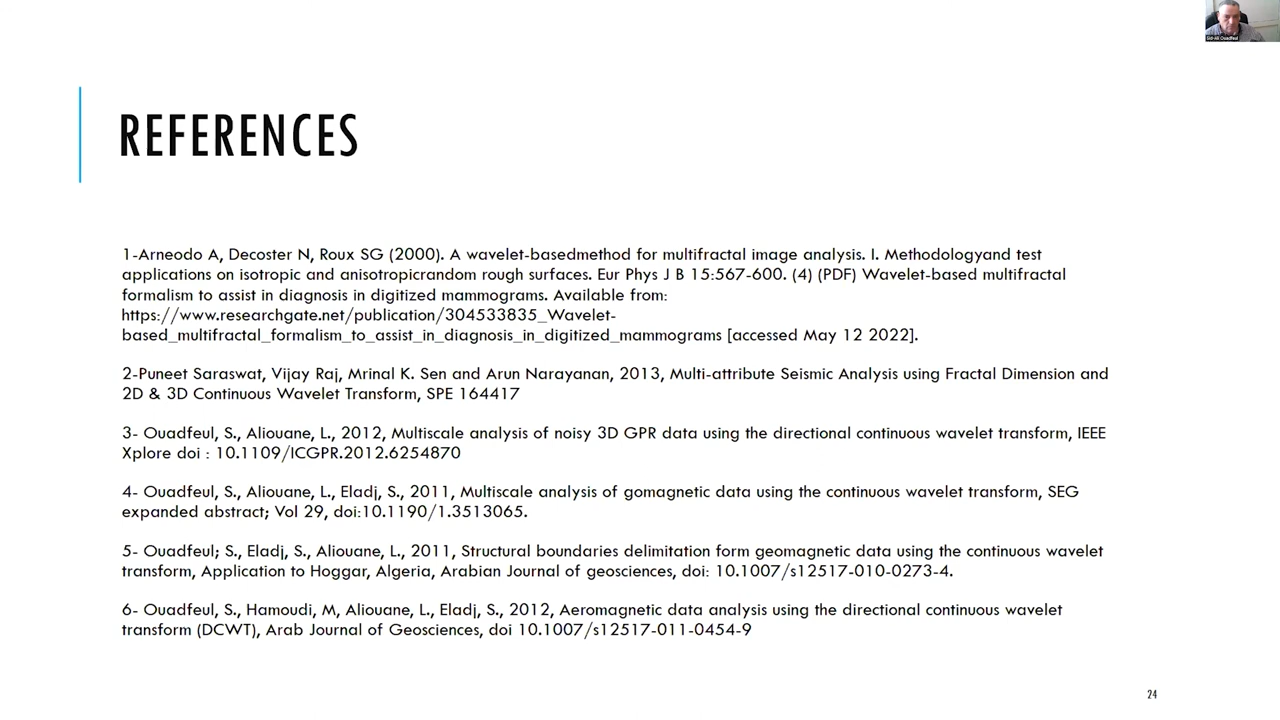 Sid-Ali Ouadfeul
REFERENCES
1-Arneodo A, Decoster N, Roux SG (2000). A wavelet-basedmethod for multifractal image analysis. I. Methodologyand test
applications on isotropic and anisotropicrandom rough surfaces. Eur Phys J B 15:567-600. (4) (PDF) Wavelet-based multifractal
formalism to assist in diagnosis in digitized mammograms. Available from:
https://www.researchgate.net/publication/304533835_Wavelet-
based_multifractal_formalism_to_assist_in_diagnosis_in_digitized_mammograms [accessed May 12 2022].
2-Puneet Saraswat, Vijay Raj, Mrinal K. Sen and Arun Narayanan, 2013, Multi-attribute Seismic Analysis using Fractal Dimension and
2D & 3D Continuous Wavelet Transform, SPE 164417
3- Ouadfeul, S., Aliouane, L., 2012, Multiscale analysis of noisy 3D GPR data using the directional continuous wavelet transform, IEEE
Xplore doi : 10.1109/ICGPR.2012.6254870
4- Ouadfeul, S., Aliouane, L., Eladj, S., 2011, Multiscale analysis of gomagnetic data using the continuous wavelet transform, SEG
expanded abstract; Vol 29, doi:10.1190/1.3513065.
5- Ouadfeul; S., Eladj, S., Aliouane, L., 2011, Structural boundaries delimitation form geomagnetic data using the continuous wavelet
transform, Application to Hoggar, Algeria, Arabian Journal of geosciences, doi: 10.1007/s12517-010-0273-4.
6- Ouadfeul, S., Hamoudi, M, Aliouane, L., Eladj, S., 2012, Aeromagnetic data analysis using the directional continuous wavelet
transform (DCWT), Arab Journal of Geosciences, doi 10.1007/s12517-011-0454-9
24